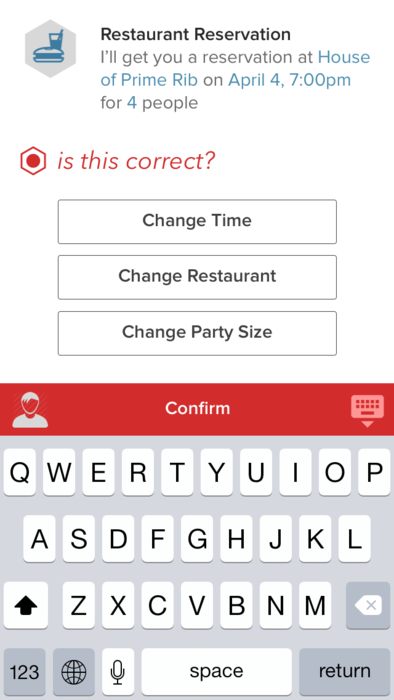 Restaurant Reservation
I'll get you a reservation at House
of Prime Rib on April 4, 7:00pm
for 4 people
is this correct?
Change Time
Change Restaurant
Change Party Size
Confirm
Q W E R T Y U I O P
A S D F G H J K L
Z X C V B N M
123 space return